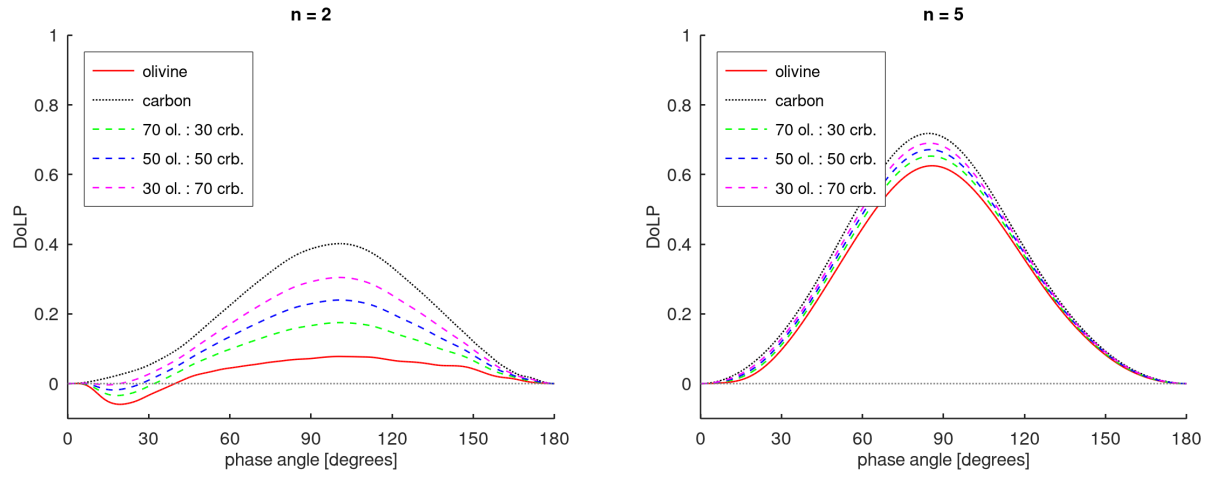 n = 2
1
0.8
0.6
0.4
0.2
0
DoLP
olivine
carbon
70 ol. : 30 crb.
50 ol. : 50 crb.
30 ol. : 70 crb.
0 30 60 90 120 150 180
phase angle [degrees]
n = 5
1
0.8
0.6
0.4
0.2
0
DoLP
olivine
carbon
70 ol. : 30 crb.
50 ol. : 50 crb.
30 ol. : 70 crb.
0 30 60 90 120 150 180
phase angle [degrees]